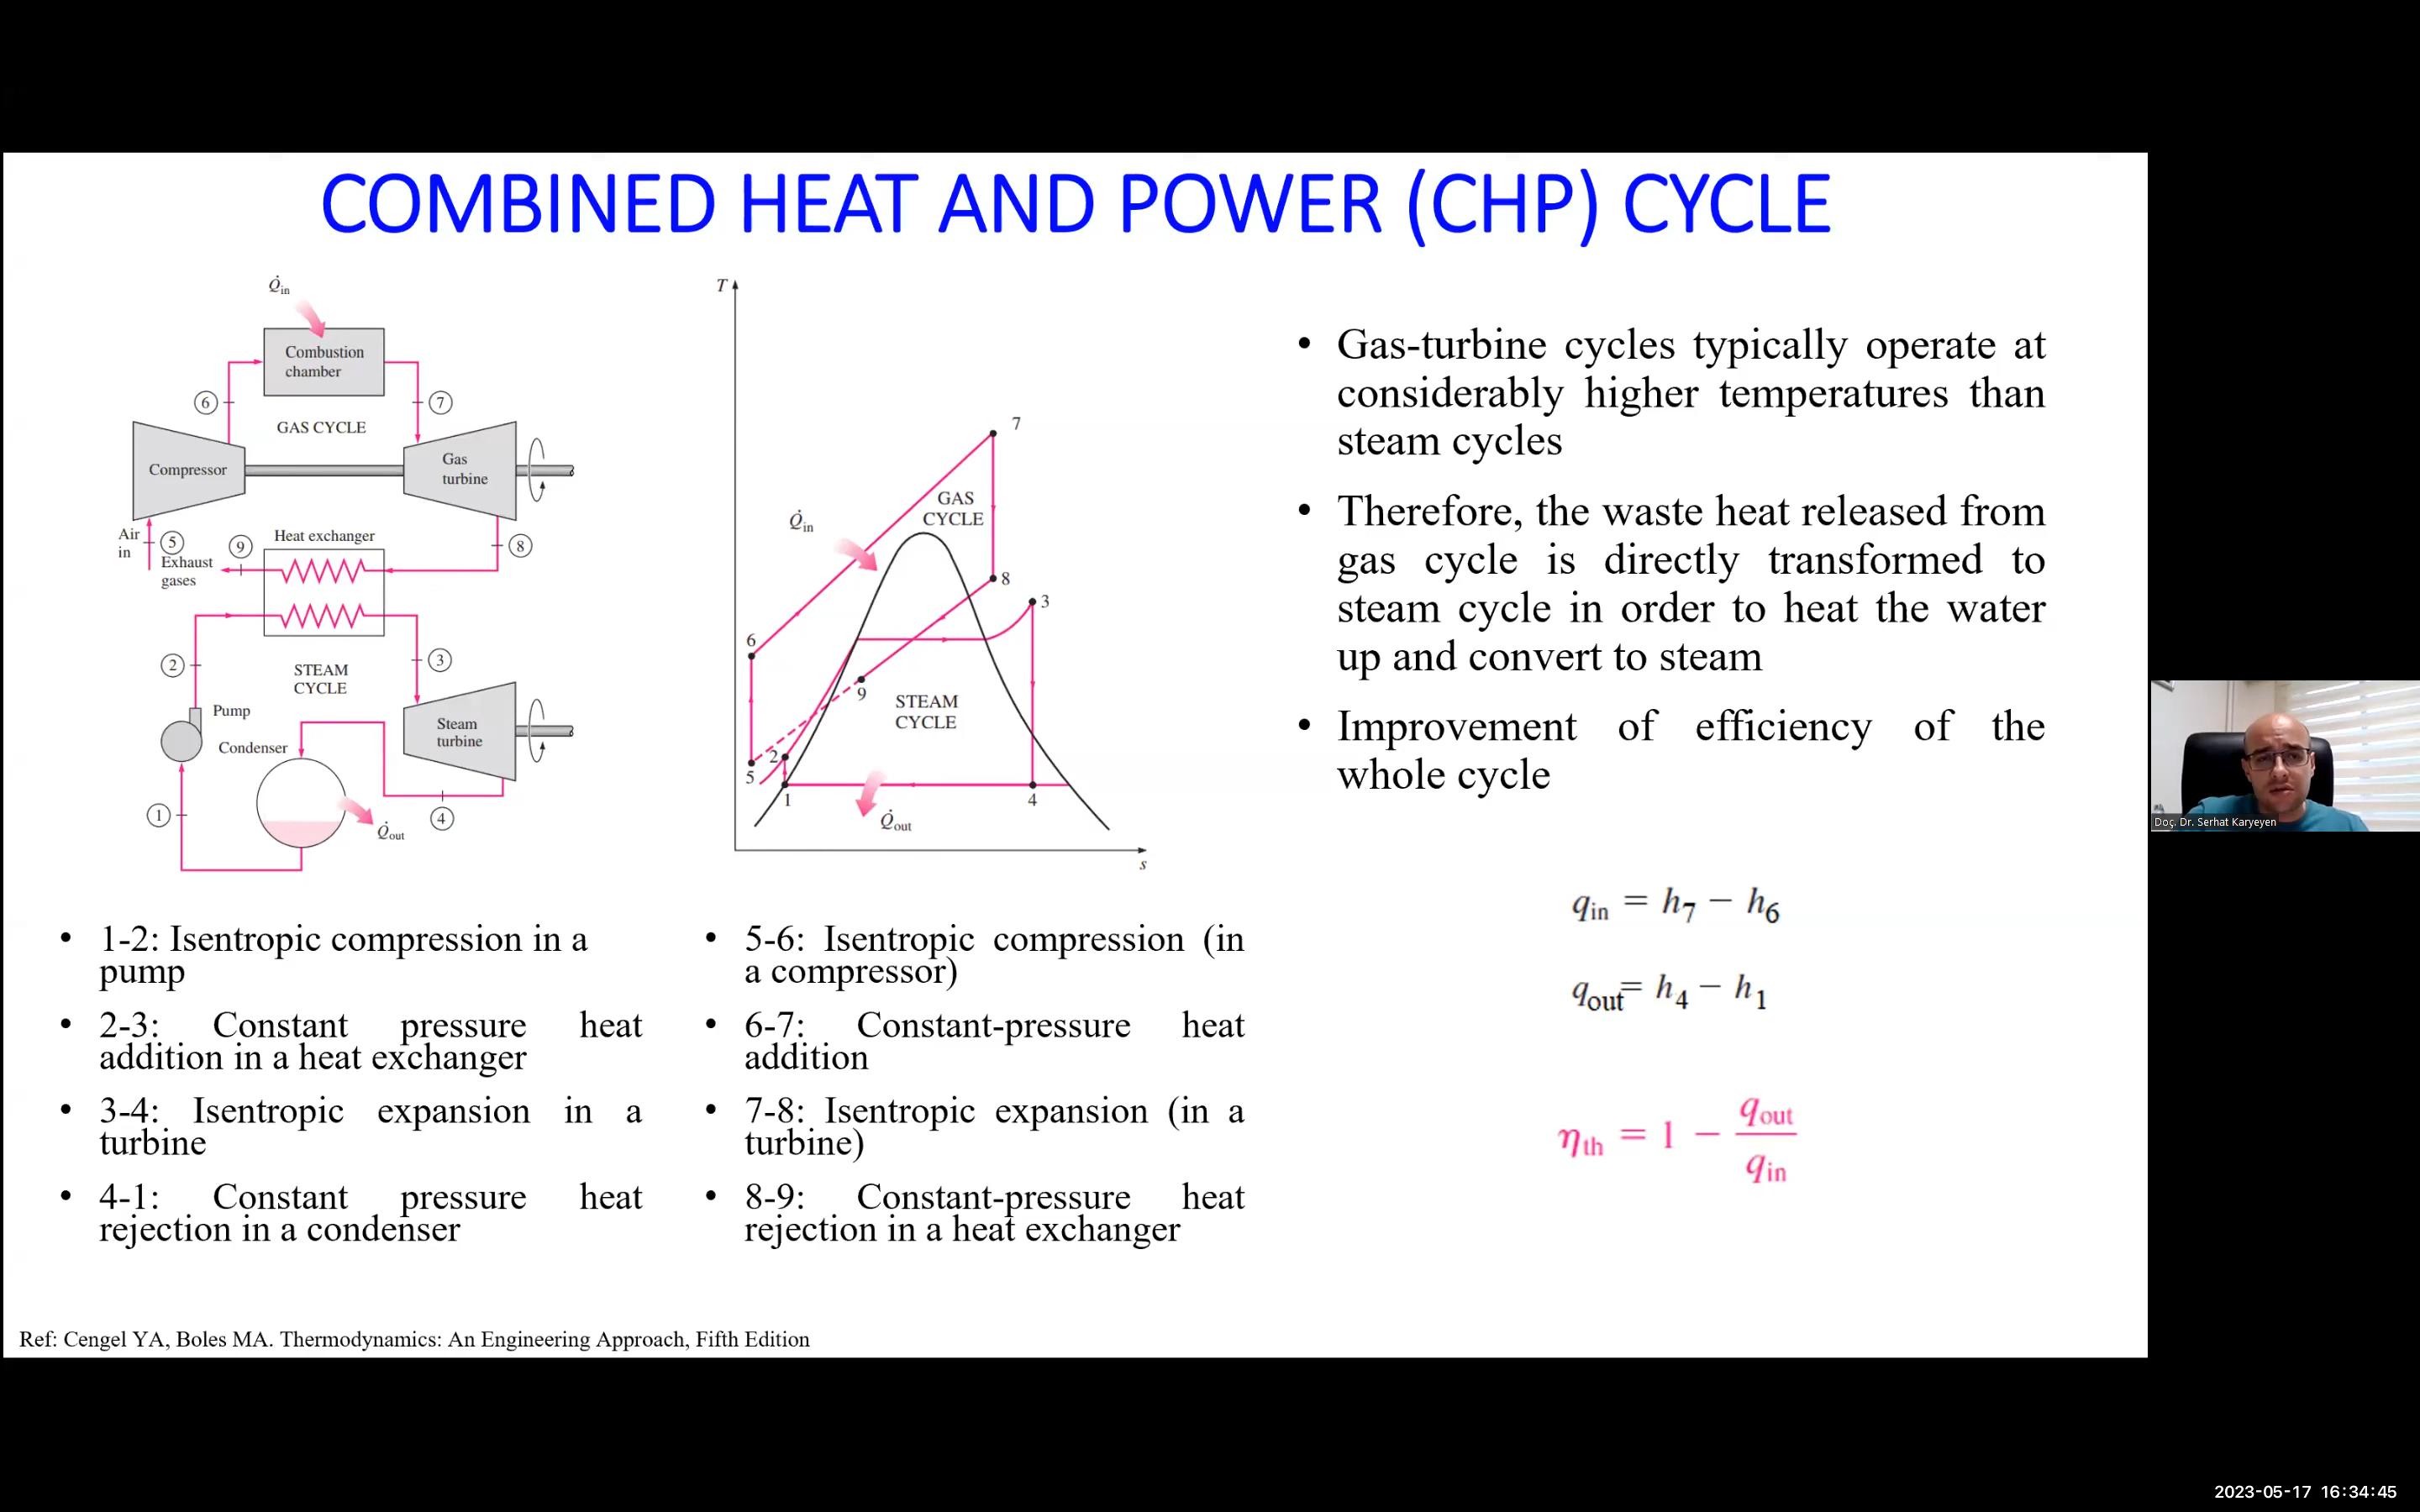 COMBINED HEAT AND POWER (CHP) CYCLE
Q̇in
Combustion
chamber
6
7
GAS CYCLE
Compressor
Gas
turbine
Air
in
5
9
Heat exchanger
8
Exhaust
gases
2
STEAM
CYCLE
3
Pump
Condenser
Steam
turbine
1
Q̇out
4
T
7
GAS
CYCLE
Q̇in
8
3
6
9
STEAM
CYCLE
2
5
1
4
Q̇out
s
• Gas-turbine cycles typically operate at
considerably higher temperatures than
steam cycles
• Therefore, the waste heat released from
gas cycle is directly transformed to
steam cycle in order to heat the water
up and convert to steam
• Improvement of efficiency of the
whole cycle
• 1-2: Isentropic compression in a
pump
• 2-3: Constant pressure heat
addition in a heat exchanger
• 3-4: Isentropic expansion in a
turbine
• 4-1: Constant pressure heat
rejection in a condenser
• 5-6: Isentropic compression (in
a compressor)
• 6-7: Constant-pressure heat
addition
• 7-8: Isentropic expansion (in a
turbine)
• 8-9: Constant-pressure heat
rejection in a heat exchanger
qin = h7 − h6
qout= h4 − h1
ηth = 1 − qout/qin
Ref: Cengel YA, Boles MA. Thermodynamics: An Engineering Approach, Fifth Edition
Doç. Dr. Serhat Karyeyen
2023-05-17 16:34:45